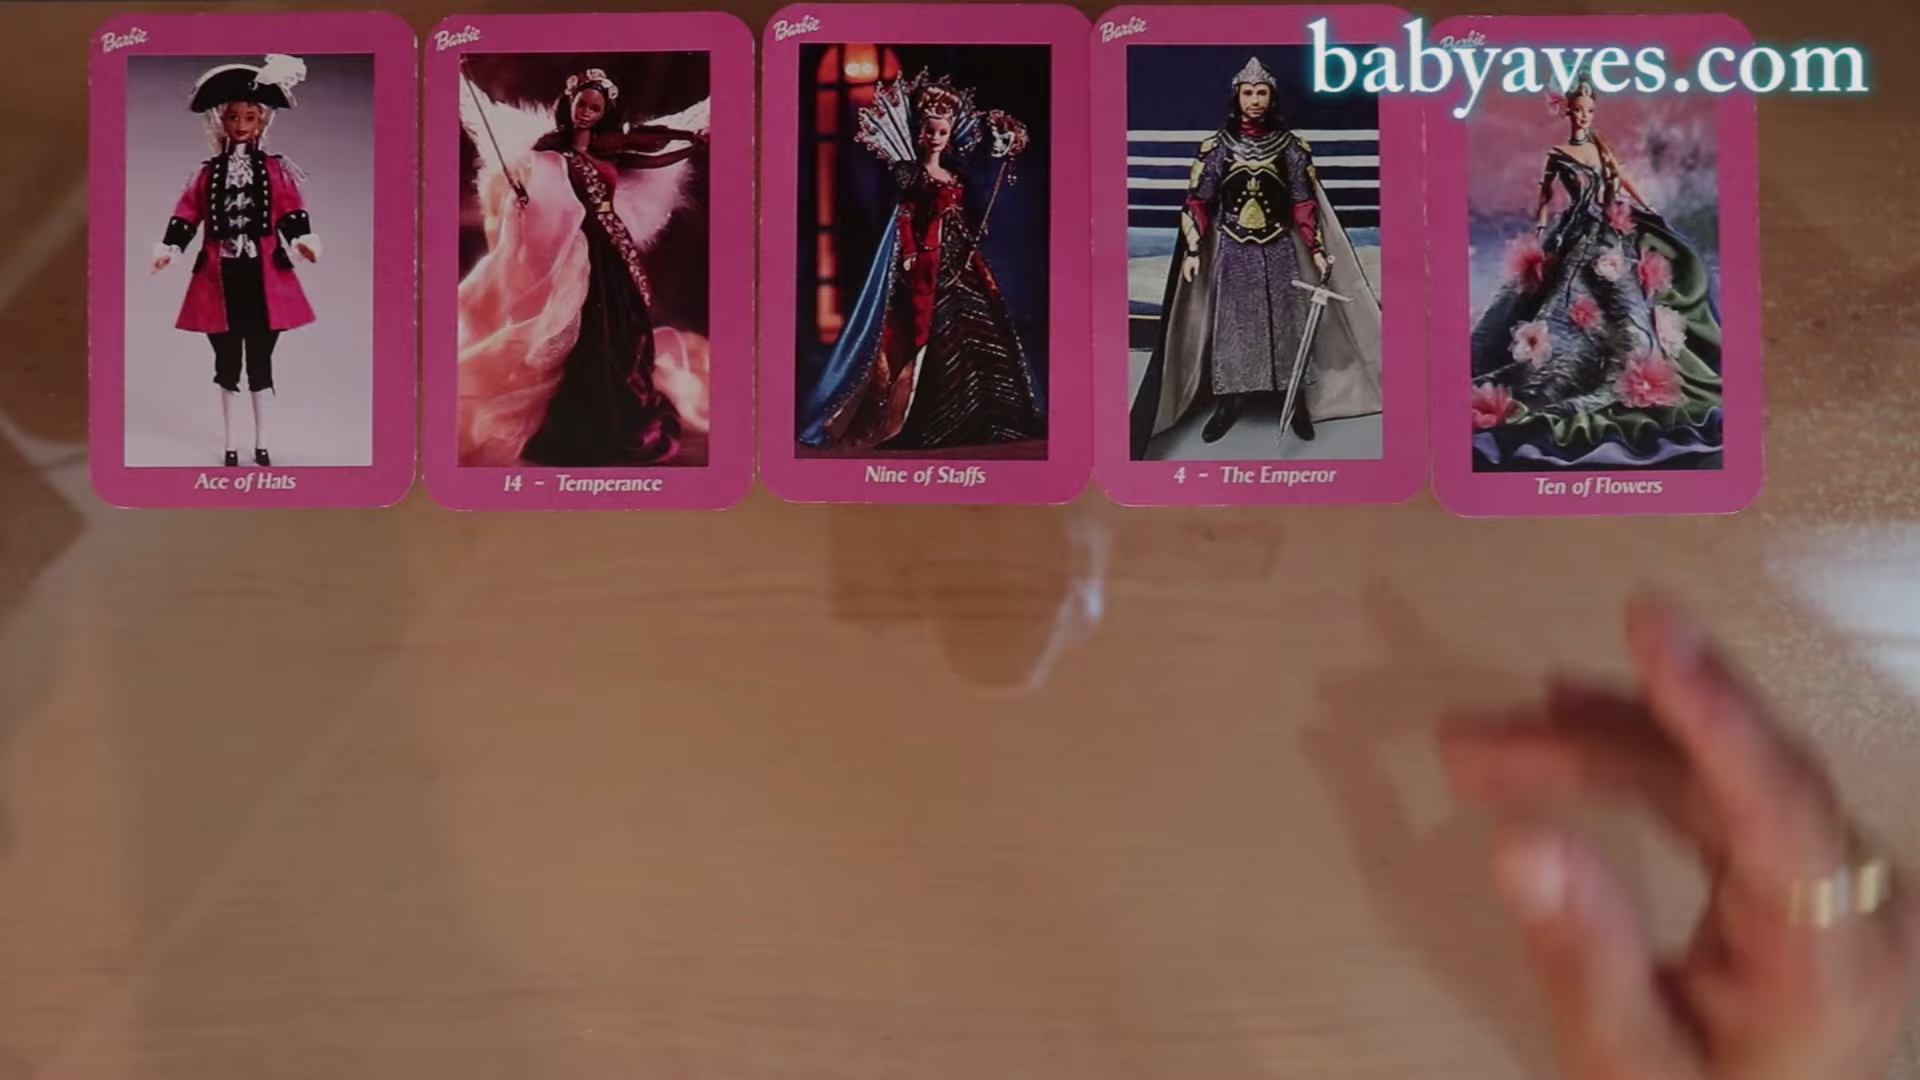 Barbie
Ace of Hats
Barbie
14 ~ Temperance
Barbie
Nine of Staffs
Barbie
4 ~ The Emperor
Barbie
Ten of Flowers
babyaves.com